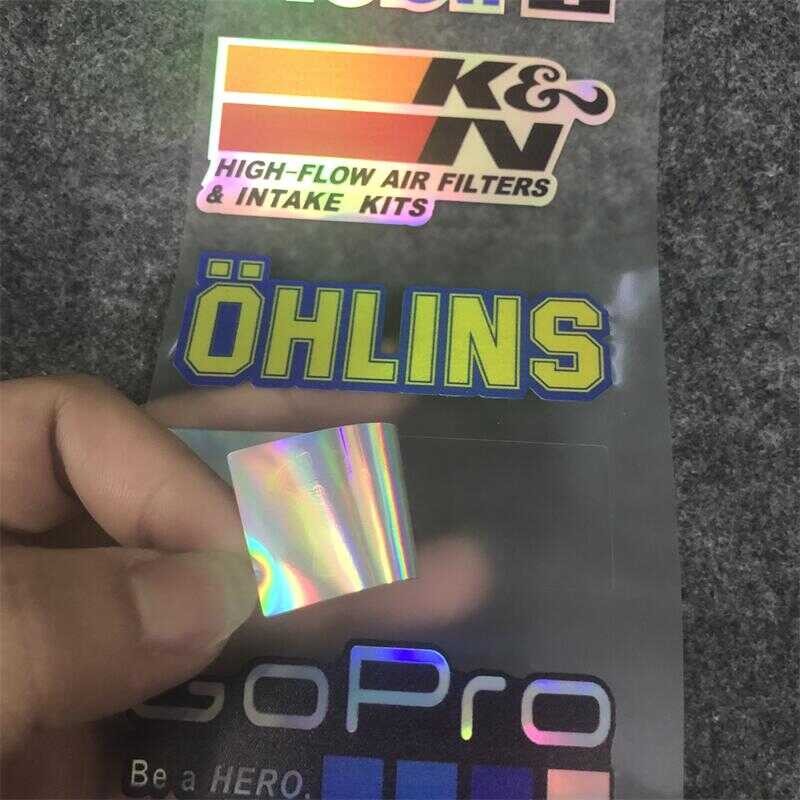 K&
N
HIGH-FLOW AIR FILTERS
& INTAKE KITS
ÖHLINS
GoPro
Be a HERO.